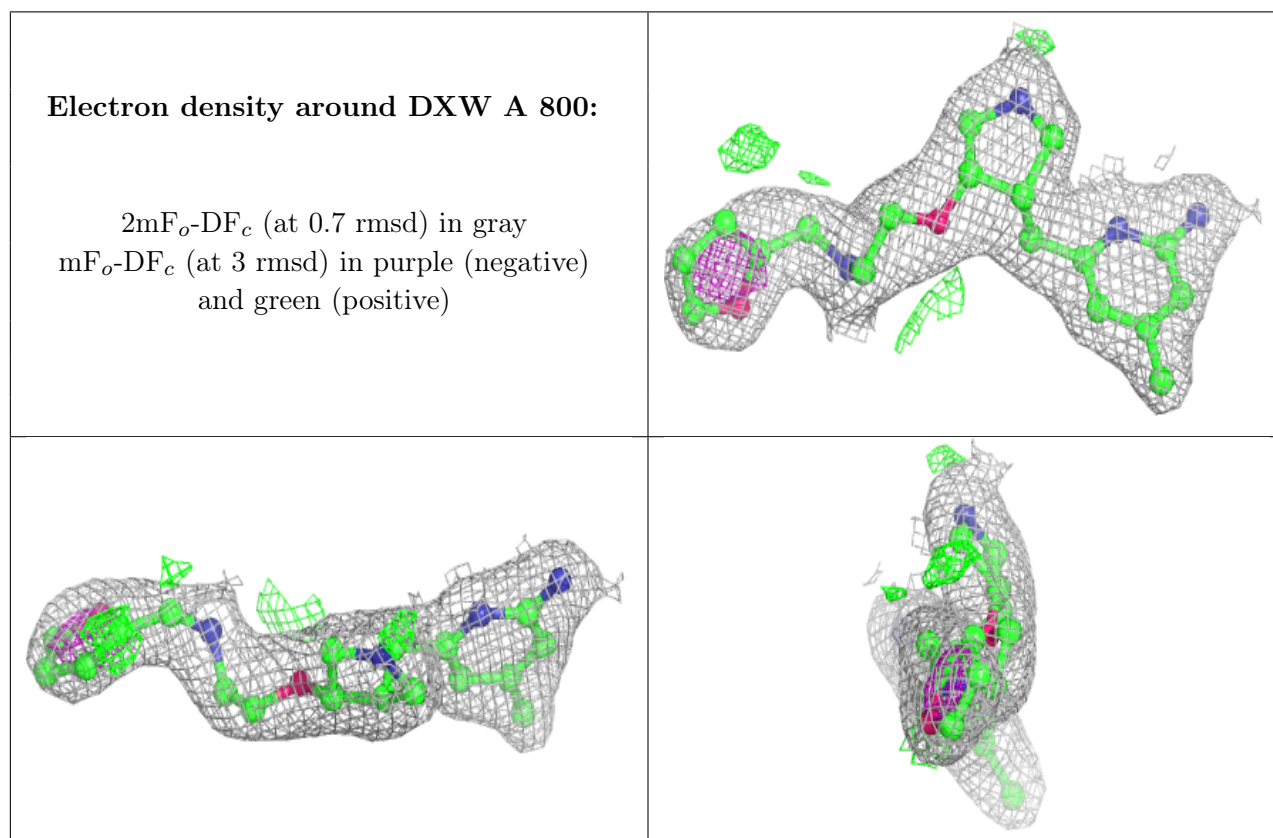 Electron density around DXW A 800:
2mFo-DFc (at 0.7 rmsd) in gray
mFo-DFc (at 3 rmsd) in purple (negative)
and green (positive)